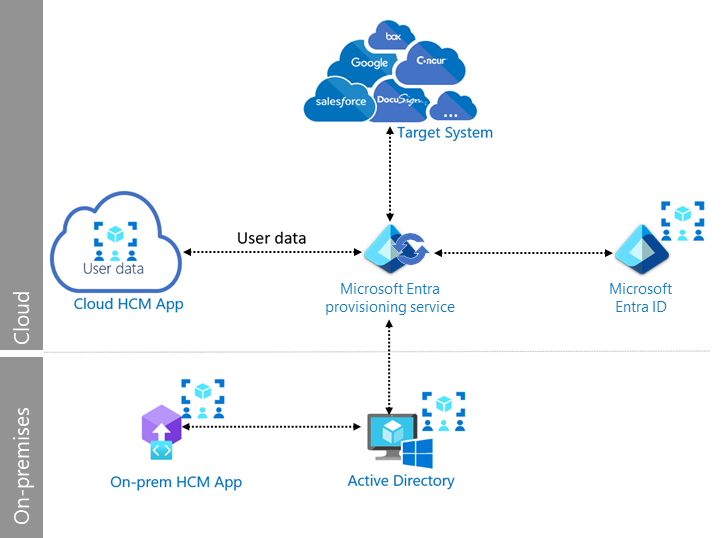 Cloud
box
Google
Concur
salesforce
DocuSign
...
Target System
User data
User data
Cloud HCM App
Microsoft Entra
provisioning service
Microsoft
Entra ID
On-premises
On-prem HCM App
Active Directory